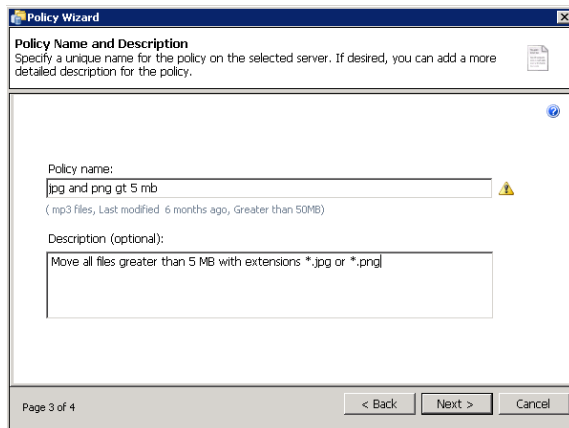 Policy Wizard
Policy Name and Description
Specify a unique name for the policy on the selected server. If desired, you can add a more
detailed description for the policy.
Policy name:
jpg and png gt 5 mb
( mp3 files, Last modified 6 months ago, Greater than 50MB)
Description (optional):
Move all files greater than 5 MB with extensions *.jpg or *.png
Page 3 of 4
< Back
Next >
Cancel